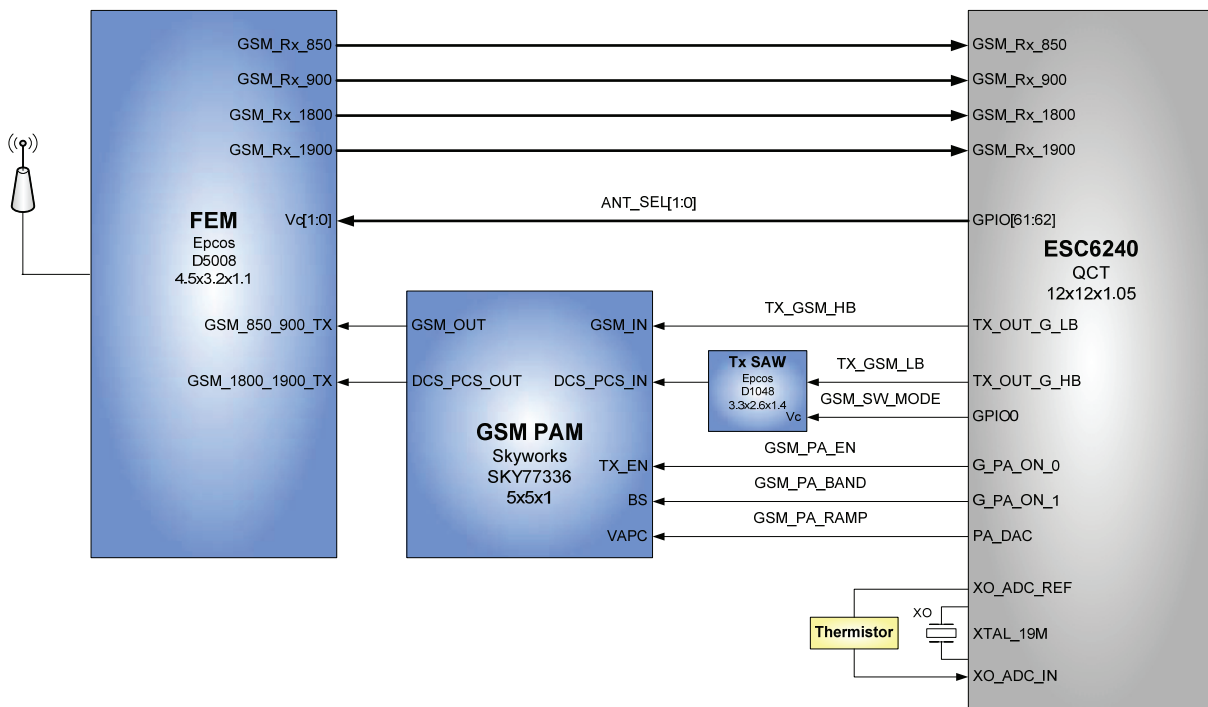 GSM_Rx_850
GSM_Rx_900
GSM_Rx_1800
GSM_Rx_1900
FEM
Epcos
D5008
4.5x3.2x1.1
Vc[1:0]
GSM_850_900_TX
GSM_1800_1900_TX
ANT_SEL[1:0]
GSM_OUT
DCS_PCS_OUT
GSM_IN
DCS_PCS_IN
GSM PAM
Skyworks
SKY77336
5x5x1
TX_EN
BS
VAPC
Tx SAW
Epcos
D1048
3.3x2.6x1.4
Vc
TX_GSM_HB
TX_GSM_LB
GSM_SW_MODE
GSM_PA_EN
GSM_PA_BAND
GSM_PA_RAMP
Thermistor
XO
GSM_Rx_850
GSM_Rx_900
GSM_Rx_1800
GSM_Rx_1900
GPIO[61:62]
ESC6240
QCT
12x12x1.05
TX_OUT_G_LB
TX_OUT_G_HB
GPIO0
G_PA_ON_0
G_PA_ON_1
PA_DAC
XO_ADC_REF
XTAL_19M
XO_ADC_IN